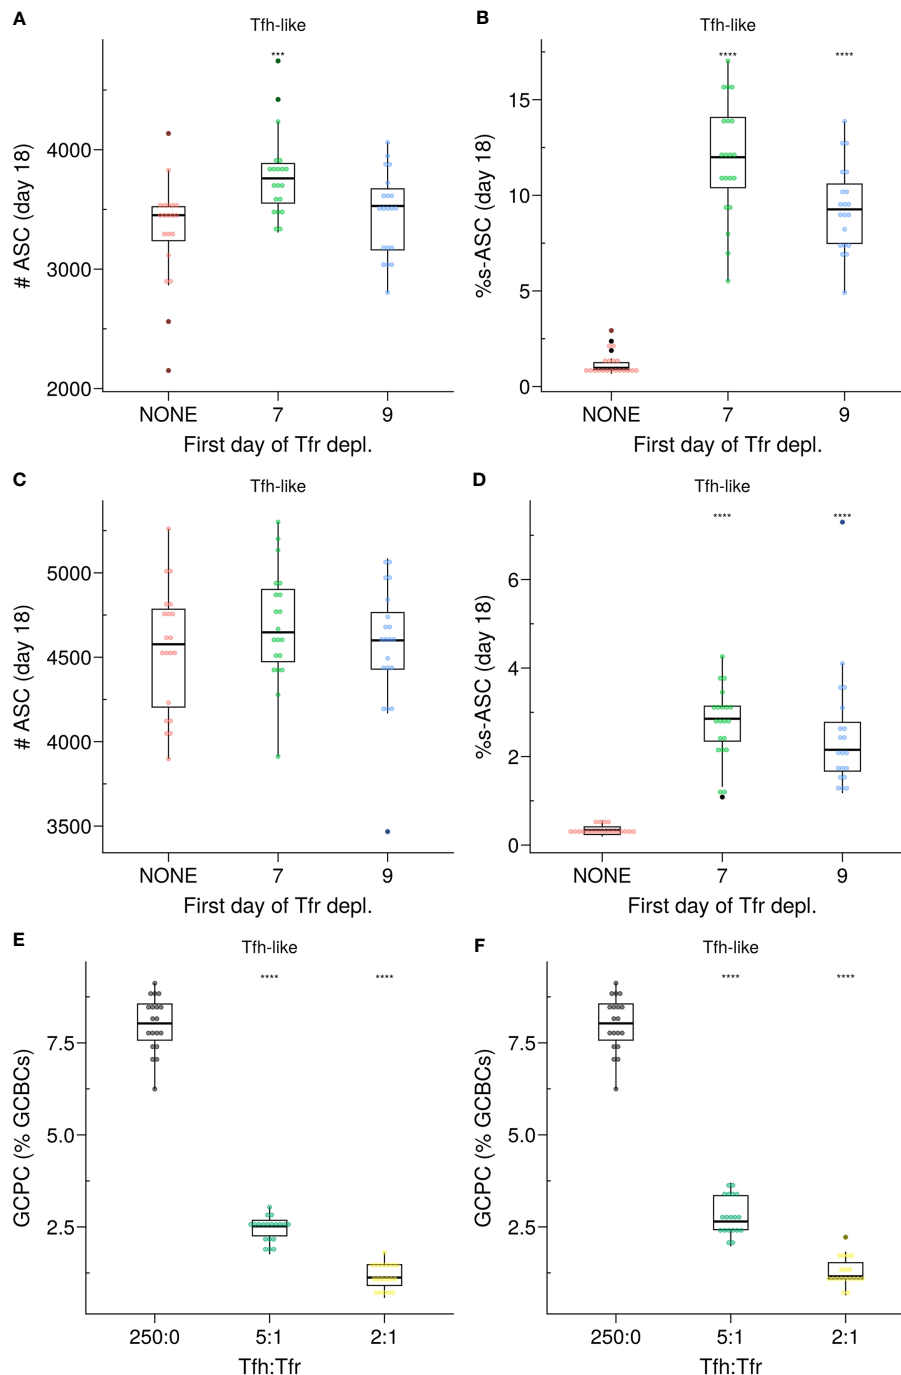 A
Tfh-like
***
# ASC (day 18)
4000
3000
2000
NONE 7 9
First day of Tfr depl.
B
Tfh-like
**** ****
%s-ASC (day 18)
15
10
5
0
NONE 7 9
First day of Tfr depl.
C
Tfh-like
# ASC (day 18)
5000
4500
4000
3500
NONE 7 9
First day of Tfr depl.
D
Tfh-like
**** ****
%s-ASC (day 18)
6
4
2
0
NONE 7 9
First day of Tfr depl.
E
Tfh-like
**** ****
GCPC (% GCBCs)
7.5
5.0
2.5
250:0 5:1 2:1
Tfh:Tfr
F
Tfh-like
**** ****
GCPC (% GCBCs)
7.5
5.0
2.5
250:0 5:1 2:1
Tfh:Tfr